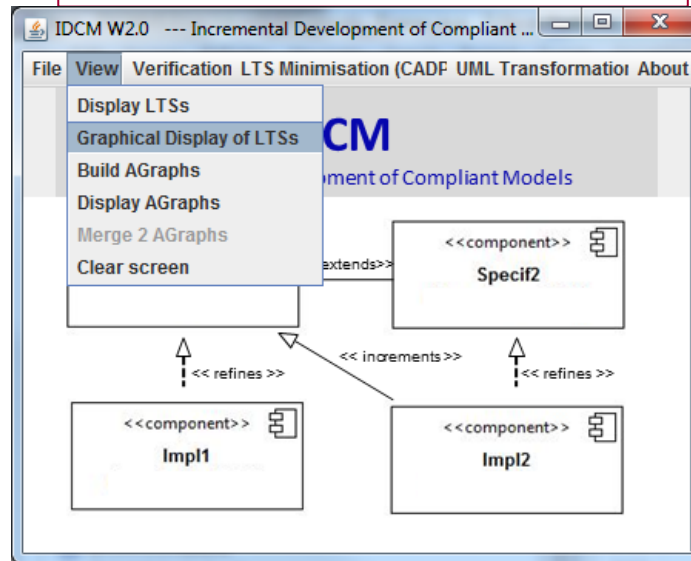 IDCM W2.0 --- Incremental Development of Compliant ...
File View Verification LTS Minimisation (CADP UML Transformation About
Display LTSs
Graphical Display of LTSs
Build AGraphs
Display AGraphs
Merge 2 AGraphs
Clear screen
CM
ment of Compliant Models
extends>>
<<component>>
Specif2
<< increments>>
<< refines >>
<< refines >>
<<component>>
Impl1
<<component>>
Impl2